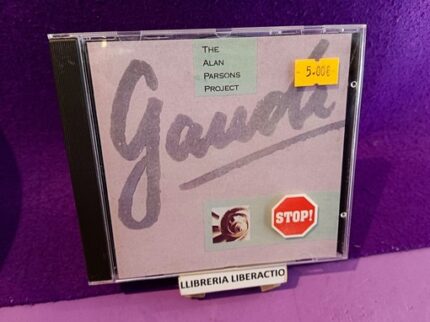 THE
ALAN
PARSONS
PROJECT
5.00€
gaudi
STOP!
LLIBRERIA LIBERACTIO